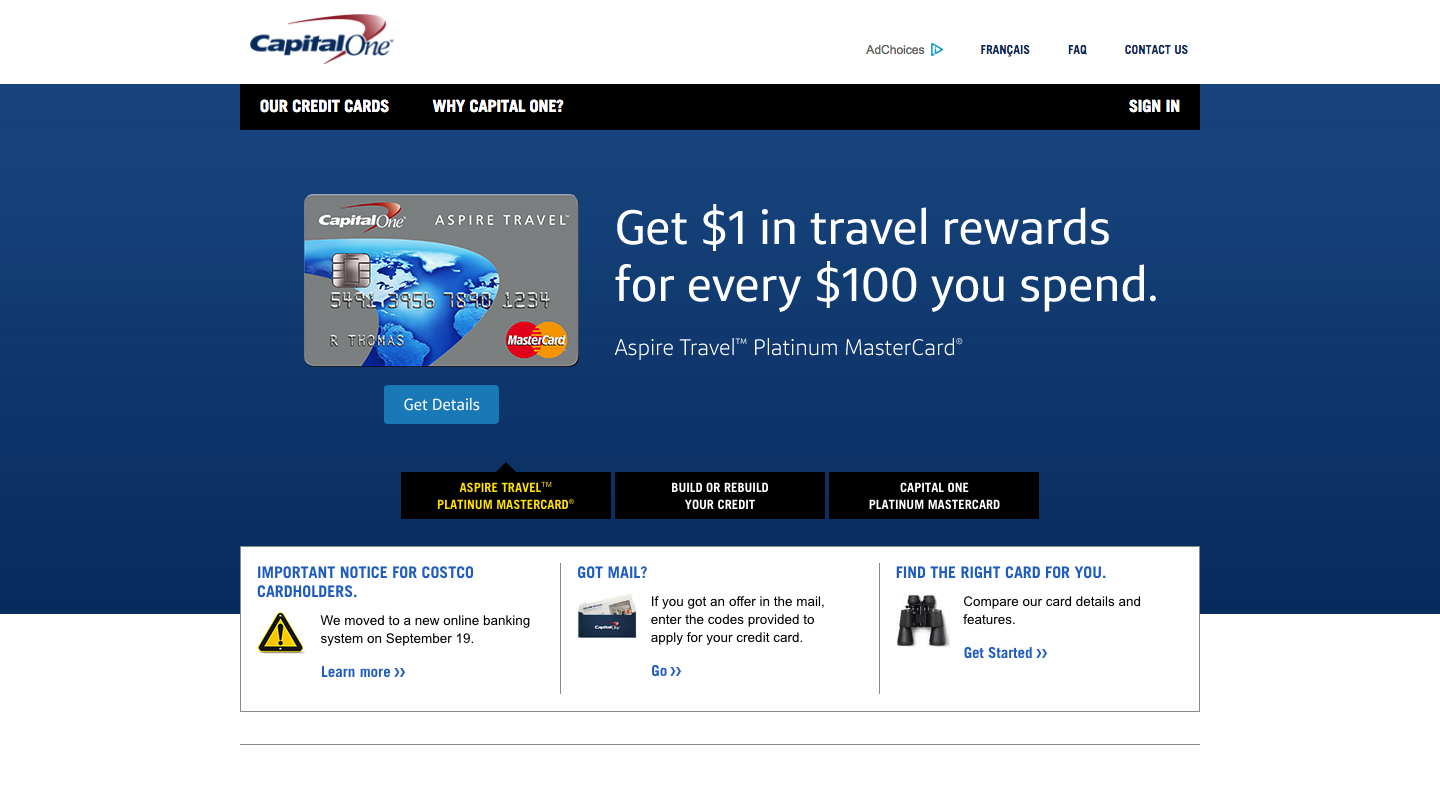 CapitalOne
AdChoices
FRANÇAIS
FAQ
CONTACT US
OUR CREDIT CARDS
WHY CAPITAL ONE?
SIGN IN
CapitalOne
ASPIRE TRAVEL™
5491 3956 7890 1234
R THOMAS
MasterCard
Get $1 in travel rewards
for every $100 you spend.
Aspire Travel™ Platinum MasterCard®
Get Details
ASPIRE TRAVEL™
PLATINUM MASTERCARD®
BUILD OR REBUILD
YOUR CREDIT
CAPITAL ONE
PLATINUM MASTERCARD
IMPORTANT NOTICE FOR COSTCO
CARDHOLDERS.
We moved to a new online banking
system on September 19.
Learn more ››
GOT MAIL?
CapitalOne
If you got an offer in the mail,
enter the codes provided to
apply for your credit card.
Go ››
FIND THE RIGHT CARD FOR YOU.
Compare our card details and
features.
Get Started ››